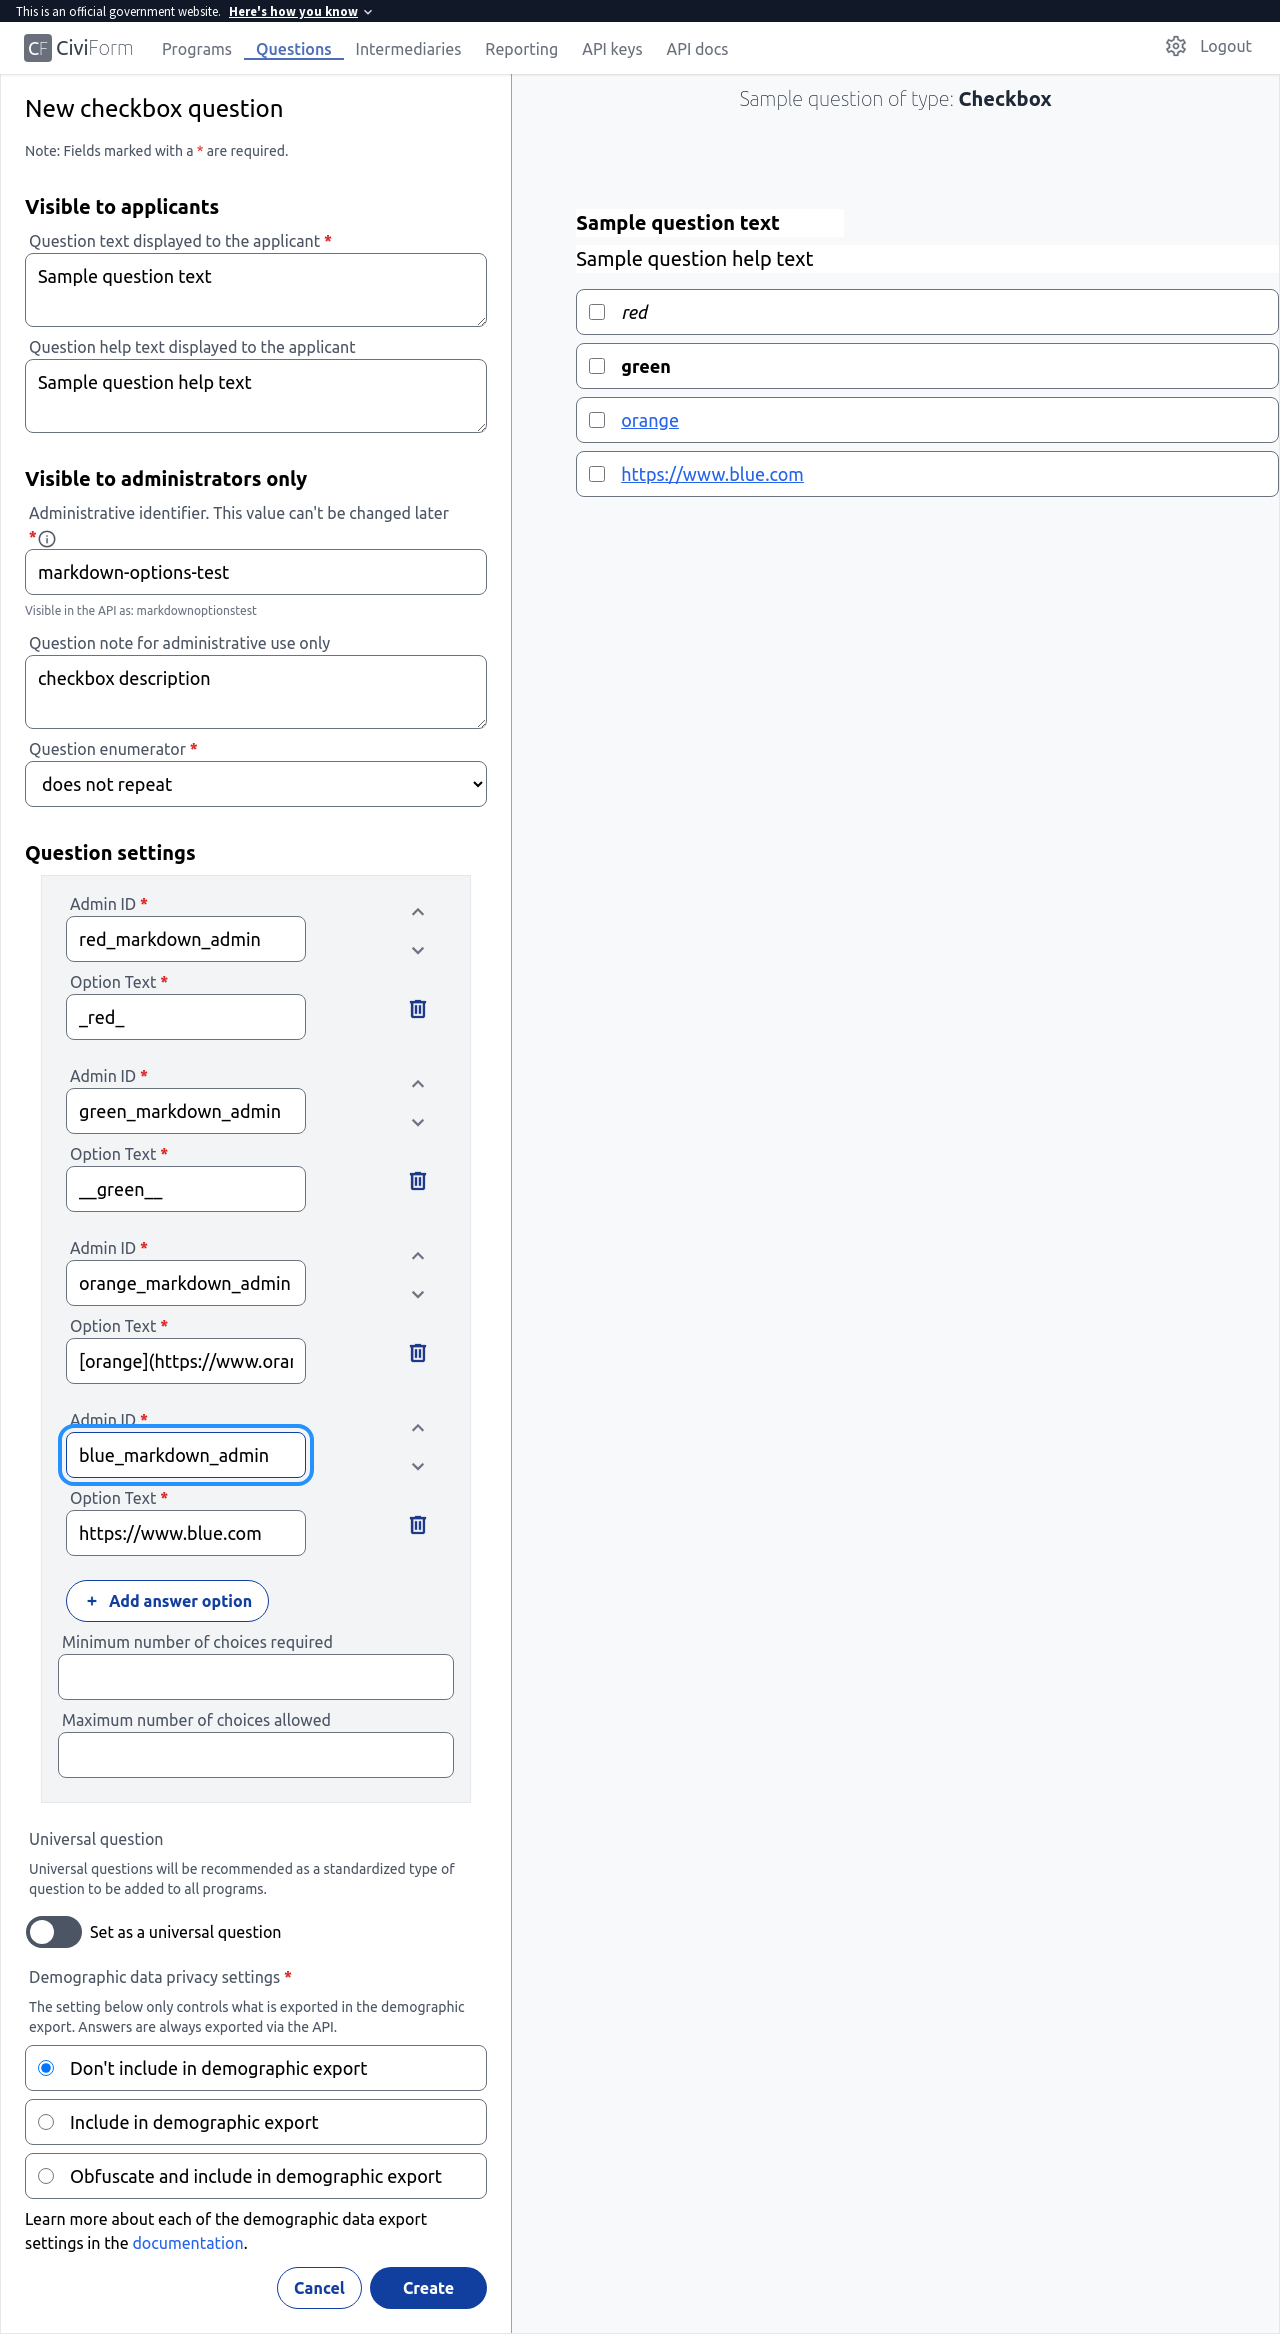 This is an official government website. Here's how you know
CF CiviForm Programs Questions Intermediaries Reporting API keys API docs Logout
New checkbox question
Note: Fields marked with a * are required.
Visible to applicants
Question text displayed to the applicant *
Sample question text
Question help text displayed to the applicant
Sample question help text
Visible to administrators only
Administrative identifier. This value can't be changed later
*
markdown-options-test
Visible in the API as: markdownoptionstest
Question note for administrative use only
checkbox description
Question enumerator *
does not repeat
Question settings
Admin ID *
red_markdown_admin
Option Text *
_red_
Admin ID *
green_markdown_admin
Option Text *
__green__
Admin ID *
orange_markdown_admin
Option Text *
[orange](https://www.orar
Admin ID *
blue_markdown_admin
Option Text *
https://www.blue.com
+ Add answer option
Minimum number of choices required
Maximum number of choices allowed
Universal question
Universal questions will be recommended as a standardized type of
question to be added to all programs.
Set as a universal question
Demographic data privacy settings *
The setting below only controls what is exported in the demographic
export. Answers are always exported via the API.
Don't include in demographic export
Include in demographic export
Obfuscate and include in demographic export
Learn more about each of the demographic data export
settings in the documentation.
Cancel Create
Sample question of type: Checkbox
Sample question text
Sample question help text
red
green
orange
https://www.blue.com